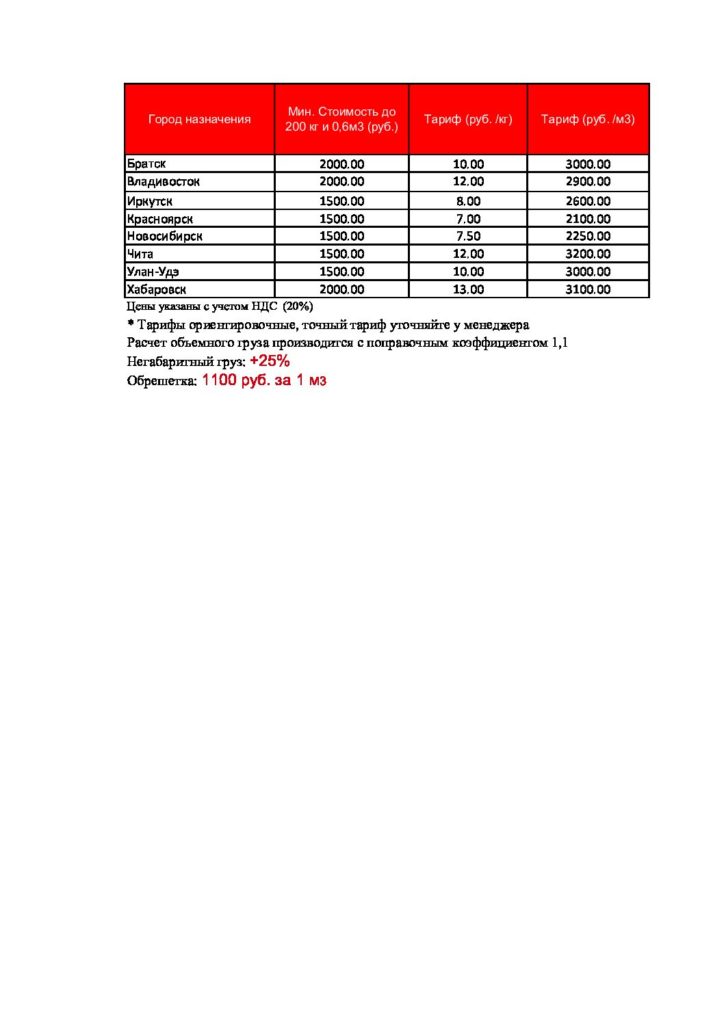 Город назначения Мин. Стоимость до 200 кг и 0,6м3 (руб.) Тариф (руб. /кг) Тариф (руб. /м3)
Братск 2000.00 10.00 3000.00
Владивосток 2000.00 12.00 2900.00
Иркутск 1500.00 8.00 2600.00
Красноярск 1500.00 7.00 2100.00
Новосибирск 1500.00 7.50 2250.00
Чита 1500.00 12.00 3200.00
Улан-Удэ 1500.00 10.00 3000.00
Хабаровск 2000.00 13.00 3100.00
Цены указаны с учетом НДС (20%)
* Тарифы ориентировочные, точный тариф уточняйте у менеджера
Расчет объемного груза производится с поправочным коэффициентом 1,1
Негабаритный груз: +25%
Обрешетка: 1100 руб. за 1 м3